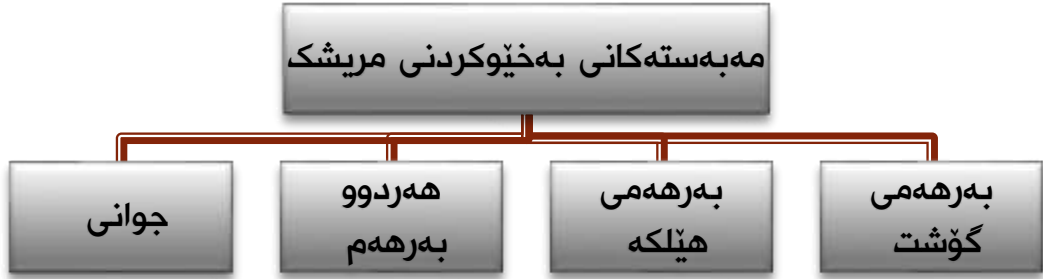 مەبەستەکانی بەخێوکردنی مریشک
بەرهەمی
گۆشت
بەرهەمی
هێلکە
هەردوو
بەرهەم
جوانی